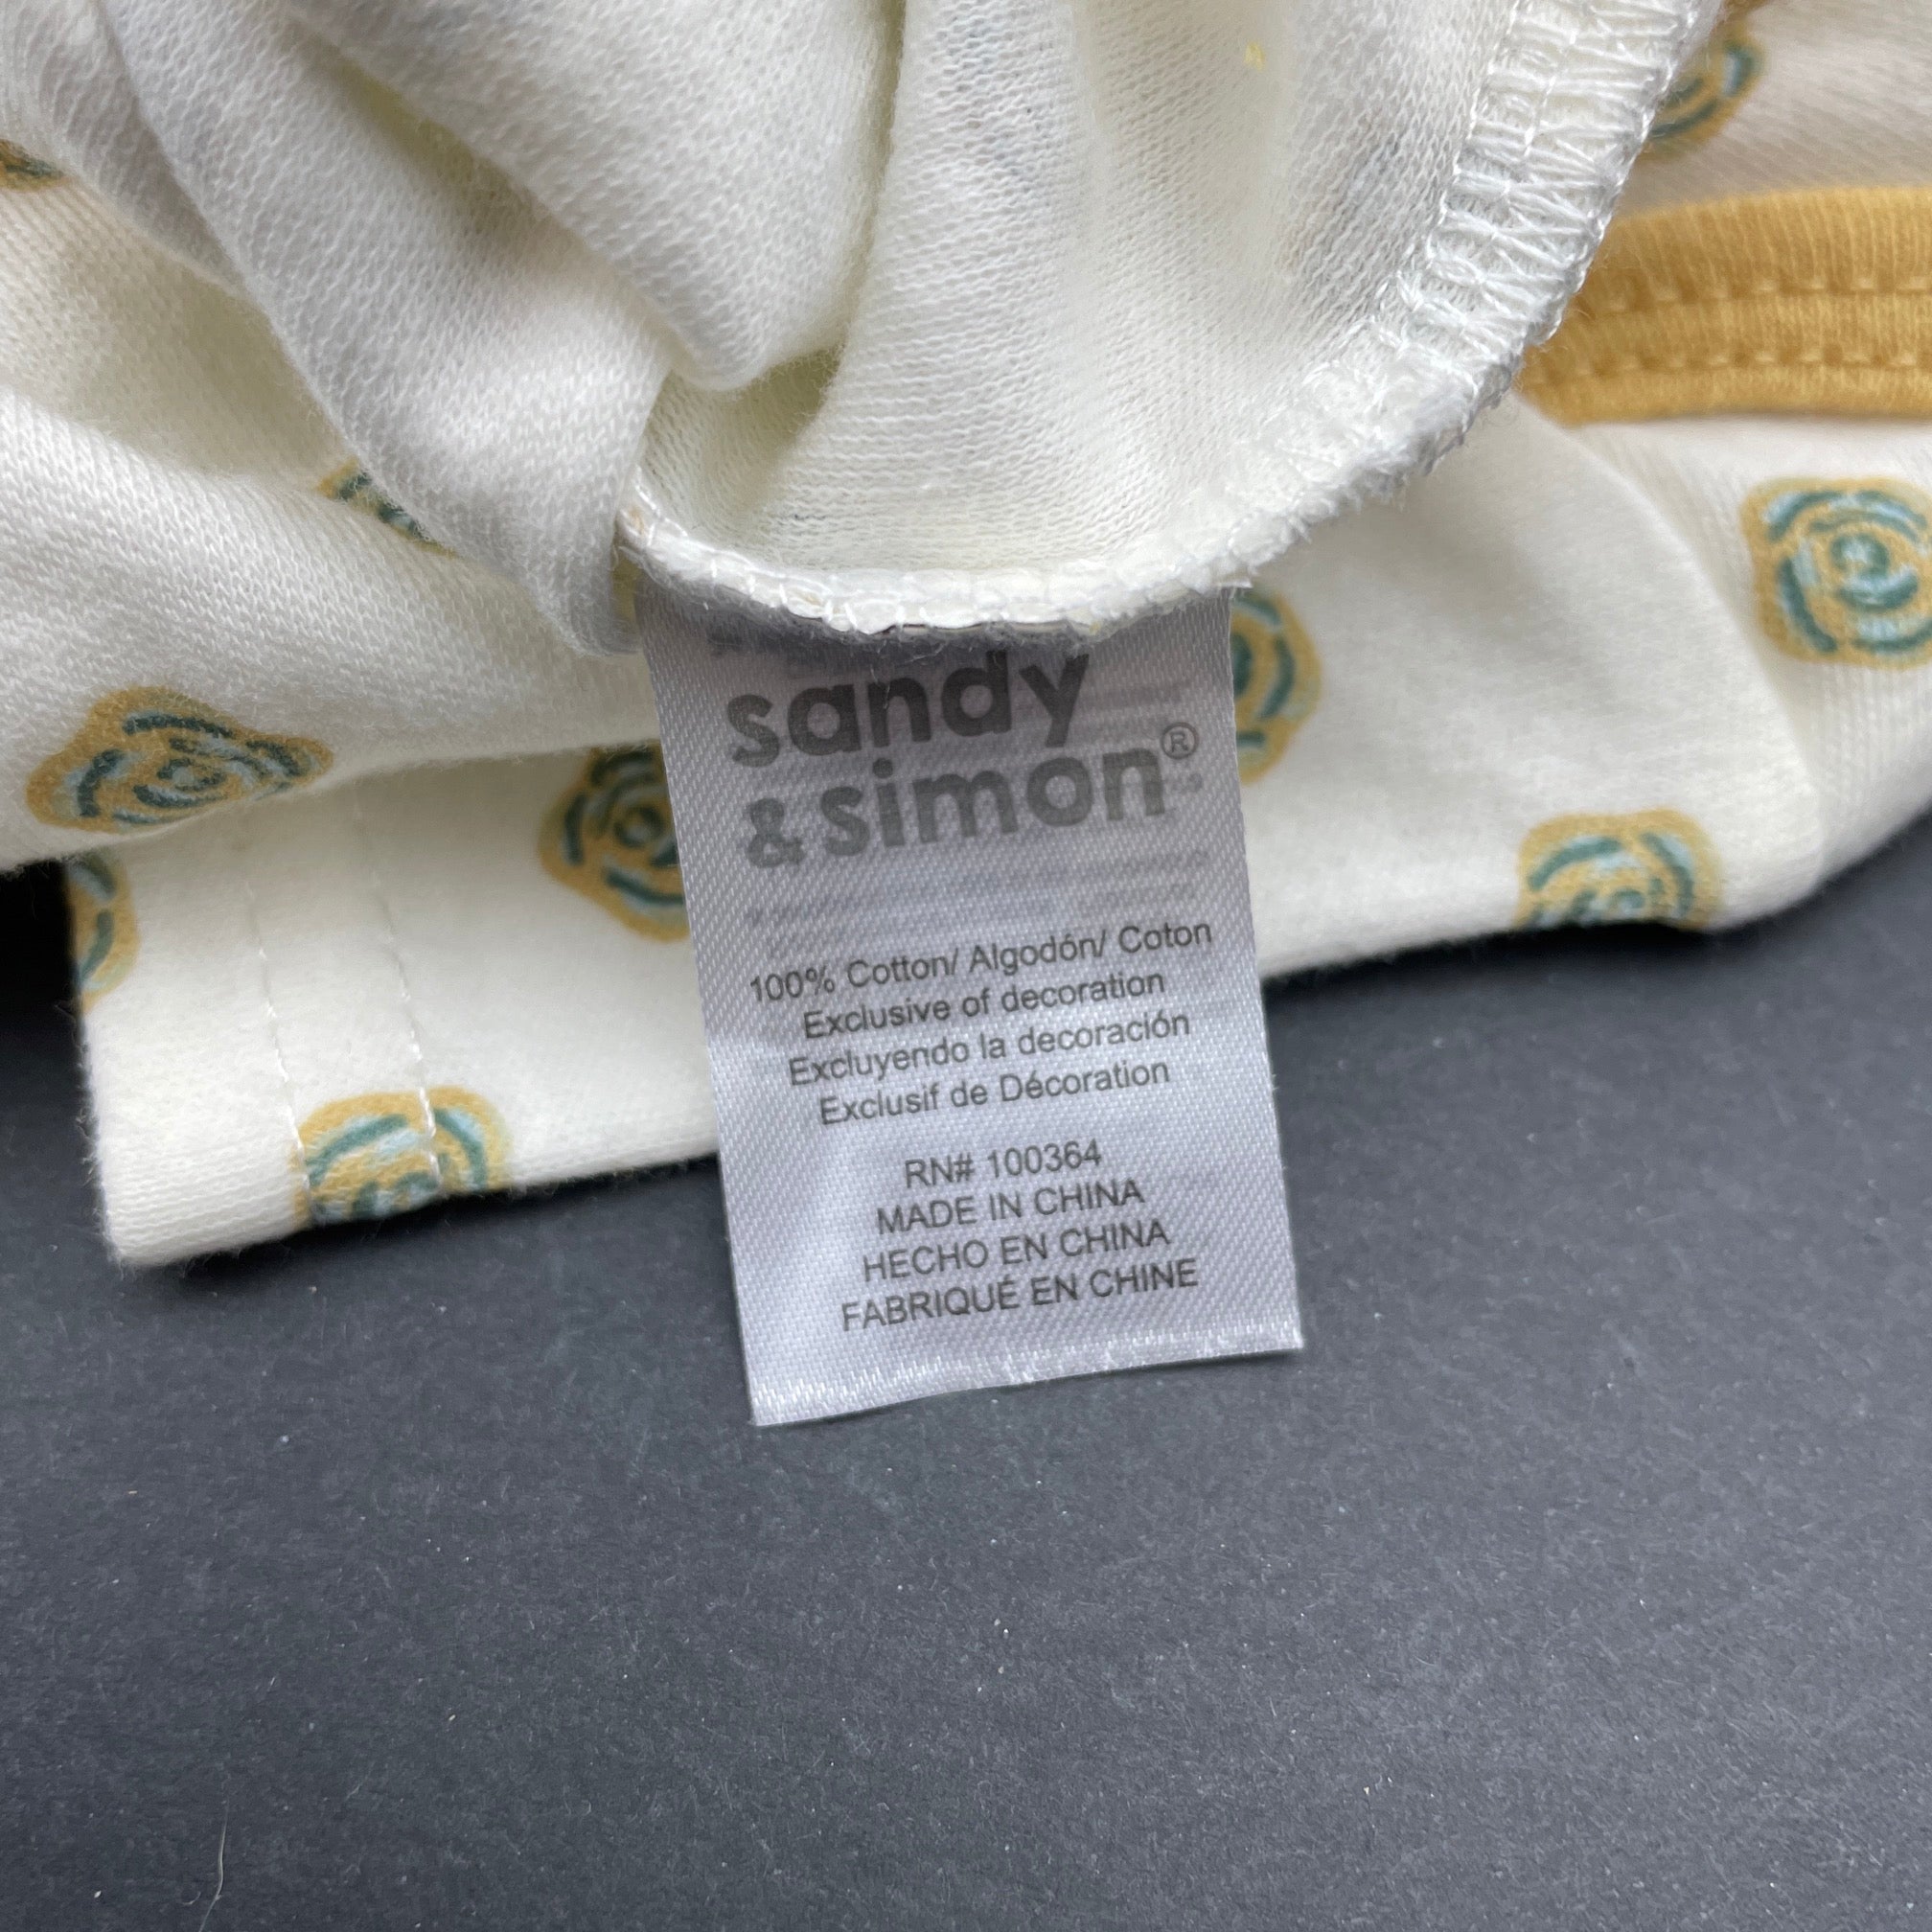 sandy
& simon®
100% Cotton/ Algodón/ Coton
Exclusive of decoration
Excluyendo la decoración
Exclusif de Décoration
RN# 100364
MADE IN CHINA
HECHO EN CHINA
FABRIQUÉ EN CHINE